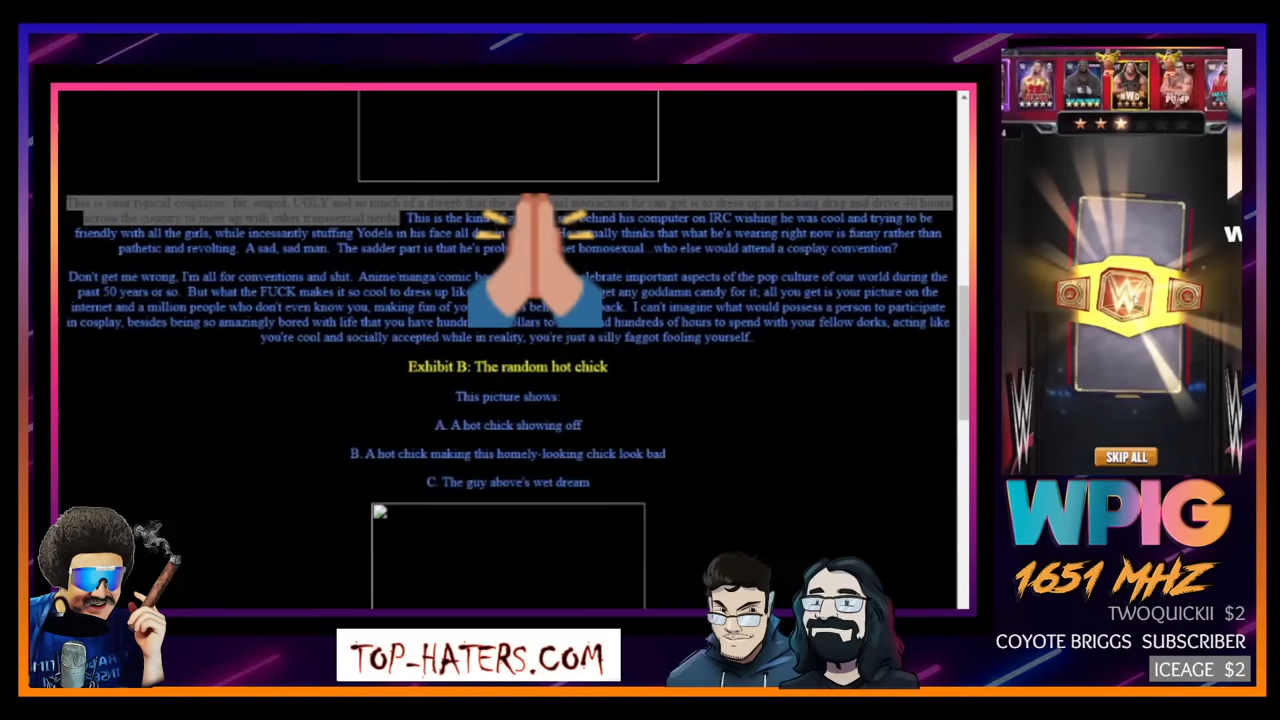 This is your typical cosplayer: fat, stupid, UGLY and so much of a dweeb that the interaction he can get is to dress up in fucking drag and drive 40 hours
across the country to meet up with other transsexual nerds. This is the kind behind his computer on IRC wishing he was cool and trying to be
friendly with all the girls, while incessantly stuffing Yodels in his face all thinks that what he's wearing right now is funny rather than
pathetic and revolting. A sad, sad man. The sadder part is that he's homosexual...who else would attend a cosplay convention?
Don't get me wrong, I'm all for conventions and shit. Anime/manga/comic important aspects of the pop culture of our world during the
past 50 years or so. But what the FUCK makes it so cool to dress up get any goddamn candy for it; all you get is your picture on the
internet and a million people who don't even know you, making fun of I can't imagine what would possess a person to participate
in cosplay, besides being so amazingly bored with life that you have hundreds of hours to spend with your fellow dorks, acting like
you're cool and socially accepted while in reality, you're just a silly faggot fooling yourself..
Exhibit B: The random hot chick
This picture shows:
A. A hot chick showing off
B. A hot chick making this homely-looking chick look bad
C. The guy above's wet dream
TOP-HATERS.COM
NWO
PUMP
W
SKIP ALL
WPIG
1651 MHZ
TWOQUICKII $2
COYOTE BRIGGS SUBSCRIBER
ICEAGE $2